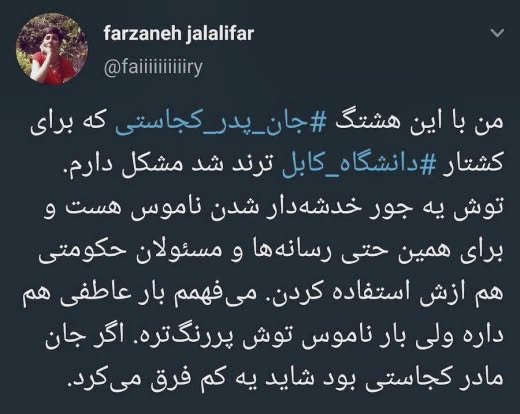 farzaneh jalalifar
@faiiiiiiiiiiry
من با این هشتگ #جان_پدر_کجاستی که برای
کشتار #دانشگاه_کابل ترند شد مشکل دارم.
توش یه جور خدشه‌دار شدن ناموس هست و
برای همین حتی رسانه‌ها و مسئولان حکومتی
هم ازش استفاده کردن. می‌فهمم بار عاطفی هم
داره ولی بار ناموس توش پررنگ‌تره. اگر جان
مادر کجاستی بود شاید یه کم فرق می‌کرد.